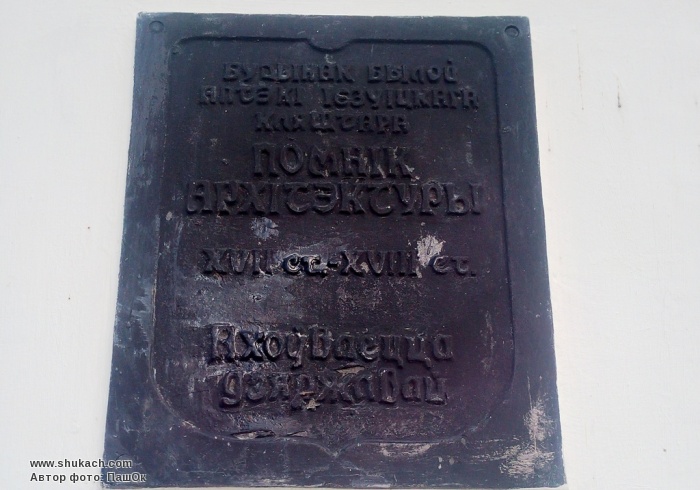 Будынак былой
аптэкі іезуіцкага
кляштара
ПОМНІК
АРХІТЭКТУРЫ
XVII ст.-XVIII ст.
Ахоўваецца
дзяржавай
www.shukach.com
Автор фото: ПашОк